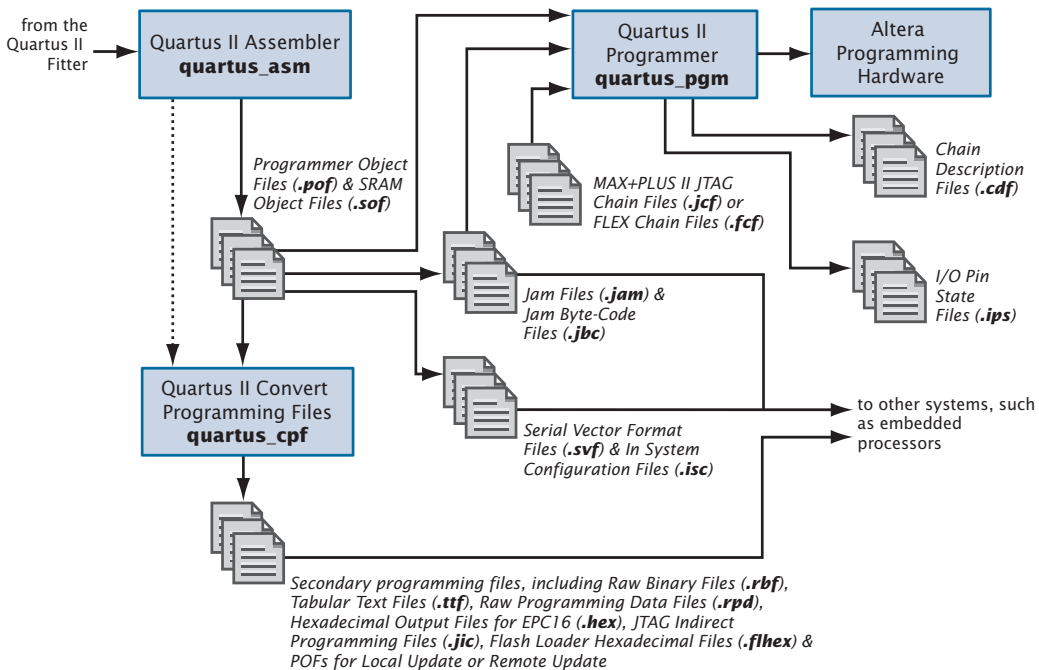 from the
Quartus II
Fitter
Quartus II Assembler
quartus_asm
Quartus II
Programmer
quartus_pgm
Altera
Programming
Hardware
Programmer Object
Files (.pof) & SRAM
Object Files (.sof)
MAX+PLUS II JTAG
Chain Files (.jcf) or
FLEX Chain Files (.fcf)
Chain
Description
Files (.cdf)
Jam Files (.jam) &
Jam Byte-Code
Files (.jbc)
I/O Pin
State
Files (.ips)
Quartus II Convert
Programming Files
quartus_cpf
Serial Vector Format
Files (.svf) & In System
Configuration Files (.isc)
to other systems, such
as embedded
processors
Secondary programming files, including Raw Binary Files (.rbf),
Tabular Text Files (.ttf), Raw Programming Data Files (.rpd),
Hexadecimal Output Files for EPC16 (.hex), JTAG Indirect
Programming Files (.jic), Flash Loader Hexadecimal Files (.flhex) &
POFs for Local Update or Remote Update